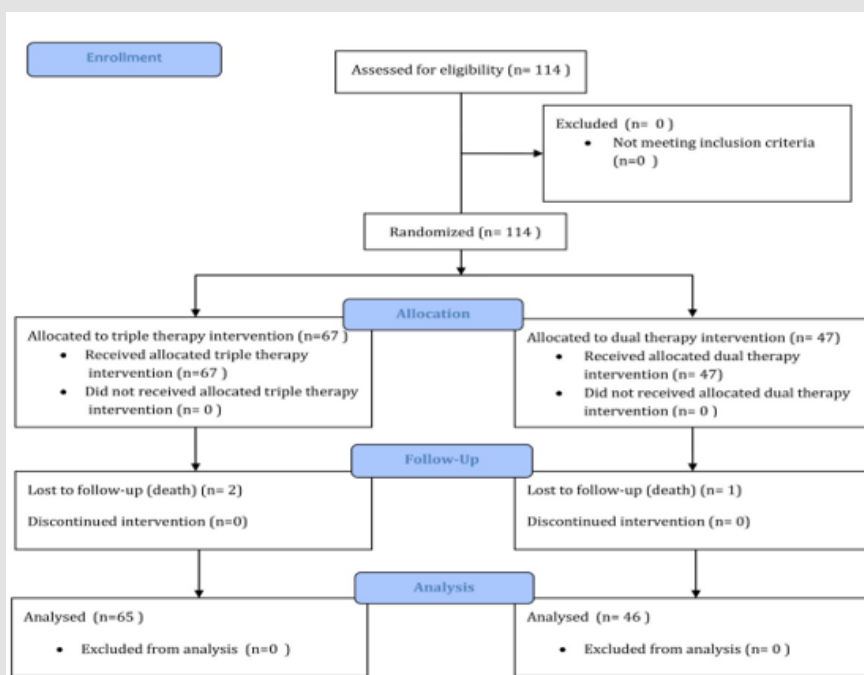 Enrollment
Assessed for eligibility (n= 114 )
Excluded (n= 0 )
• Not meeting inclusion criteria
(n=0 )
Randomized (n= 114 )
Allocation
Allocated to triple therapy intervention (n=67 )
• Received allocated triple therapy
intervention (n=67 )
• Did not received allocated triple therapy
intervention (n= 0 )
Allocated to dual therapy intervention (n= 47)
• Received allocated dual therapy
intervention (n= 47)
• Did not received allocated dual therapy
intervention (n= 0 )
Follow-Up
Lost to follow-up (death) (n= 2)
Discontinued intervention (n=0)
Lost to follow-up (death) (n= 1)
Discontinued intervention (n= 0)
Analysis
Analysed (n=65 )
• Excluded from analysis (n=0 )
Analysed (n= 46 )
• Excluded from analysis (n= 0 )